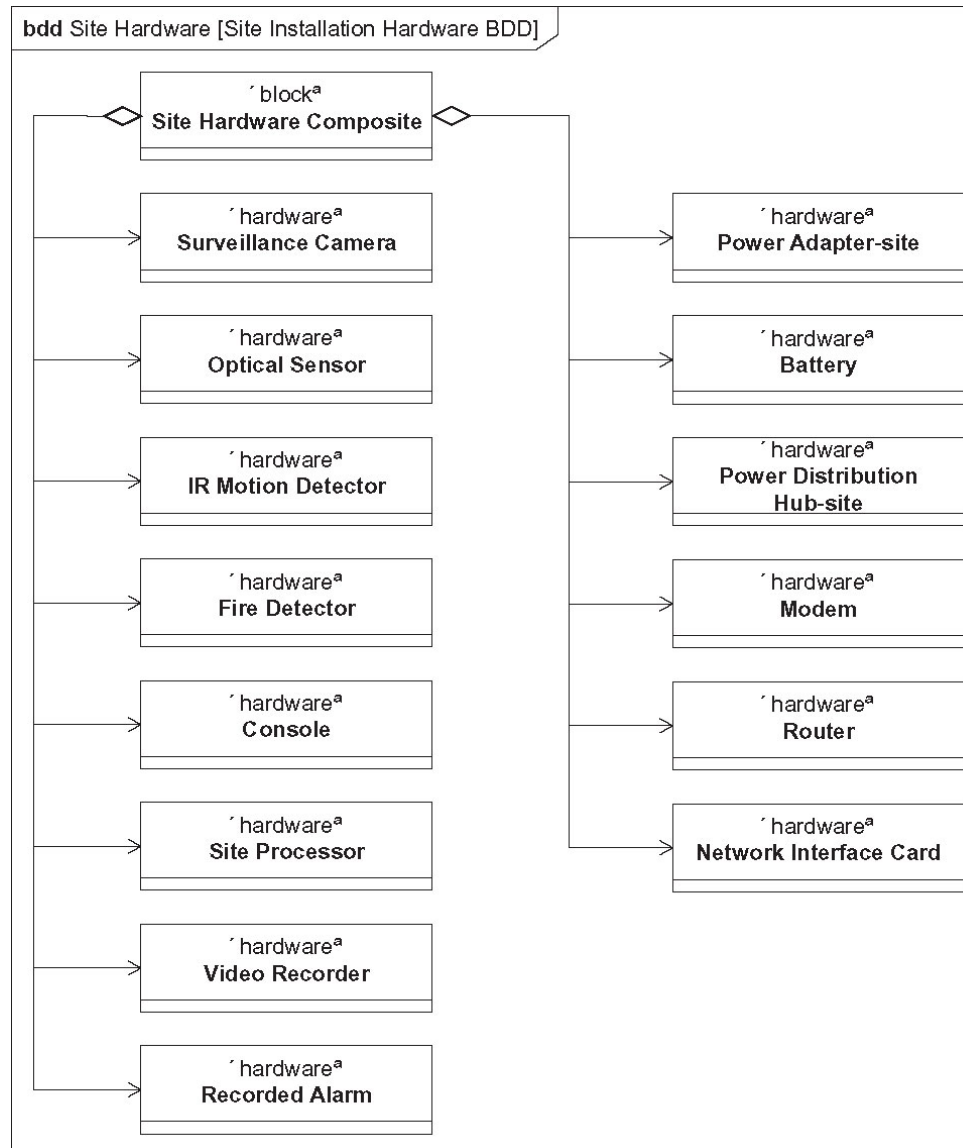 bdd Site Hardware [Site Installation Hardware BDD]
´blockª
Site Hardware Composite
´hardwareª
Surveillance Camera
´hardwareª
Optical Sensor
´hardwareª
IR Motion Detector
´hardwareª
Fire Detector
´hardwareª
Console
´hardwareª
Site Processor
´hardwareª
Video Recorder
´hardwareª
Recorded Alarm
´hardwareª
Power Adapter-site
´hardwareª
Battery
´hardwareª
Power Distribution
Hub-site
´hardwareª
Modem
´hardwareª
Router
´hardwareª
Network Interface Card